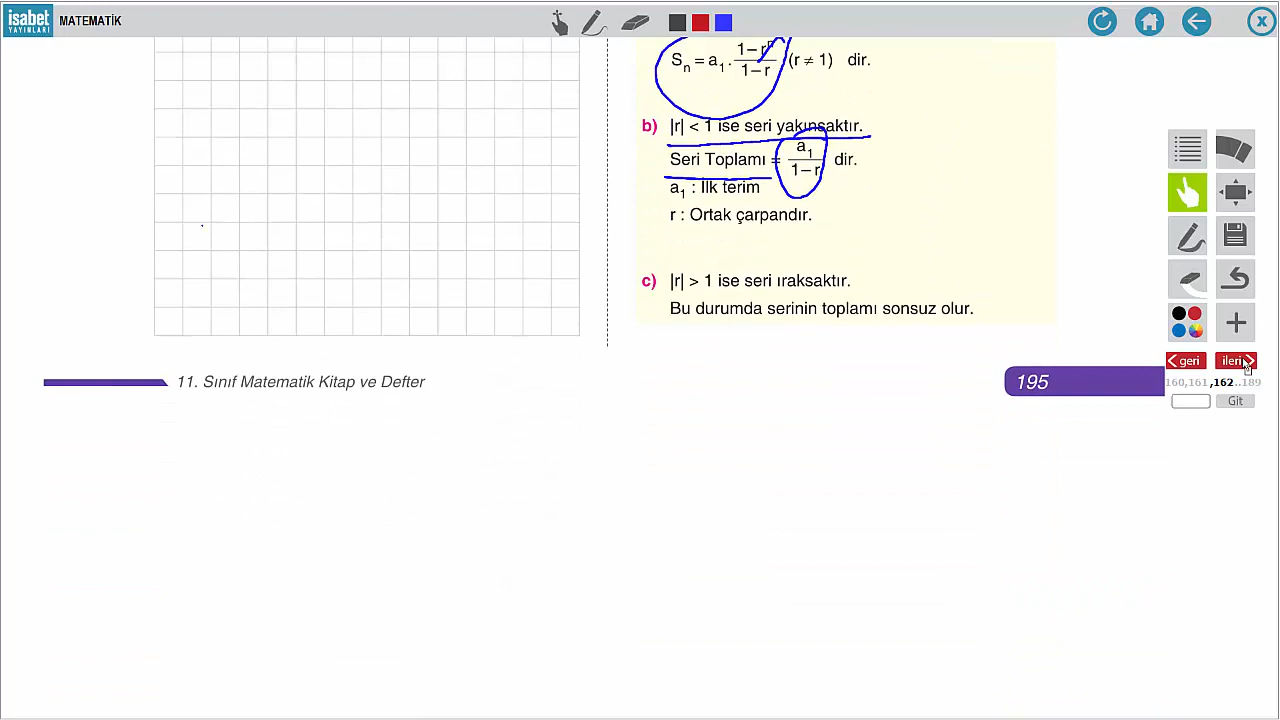 isabet
YAYINLARI
MATEMATİK
Sn = a1 . 1–r^n / 1–r (r ≠ 1) dir.
b) |r| < 1 ise seri yakınsaktır.
Seri Toplamı = a1 / 1–r dir.
a1 : İlk terim
r : Ortak çarpandır.
c) |r| > 1 ise seri ıraksaktır.
Bu durumda serinin toplamı sonsuz olur.
11. Sınıf Matematik Kitap ve Defter
195
geri
ileri
160,161,162..189
Git